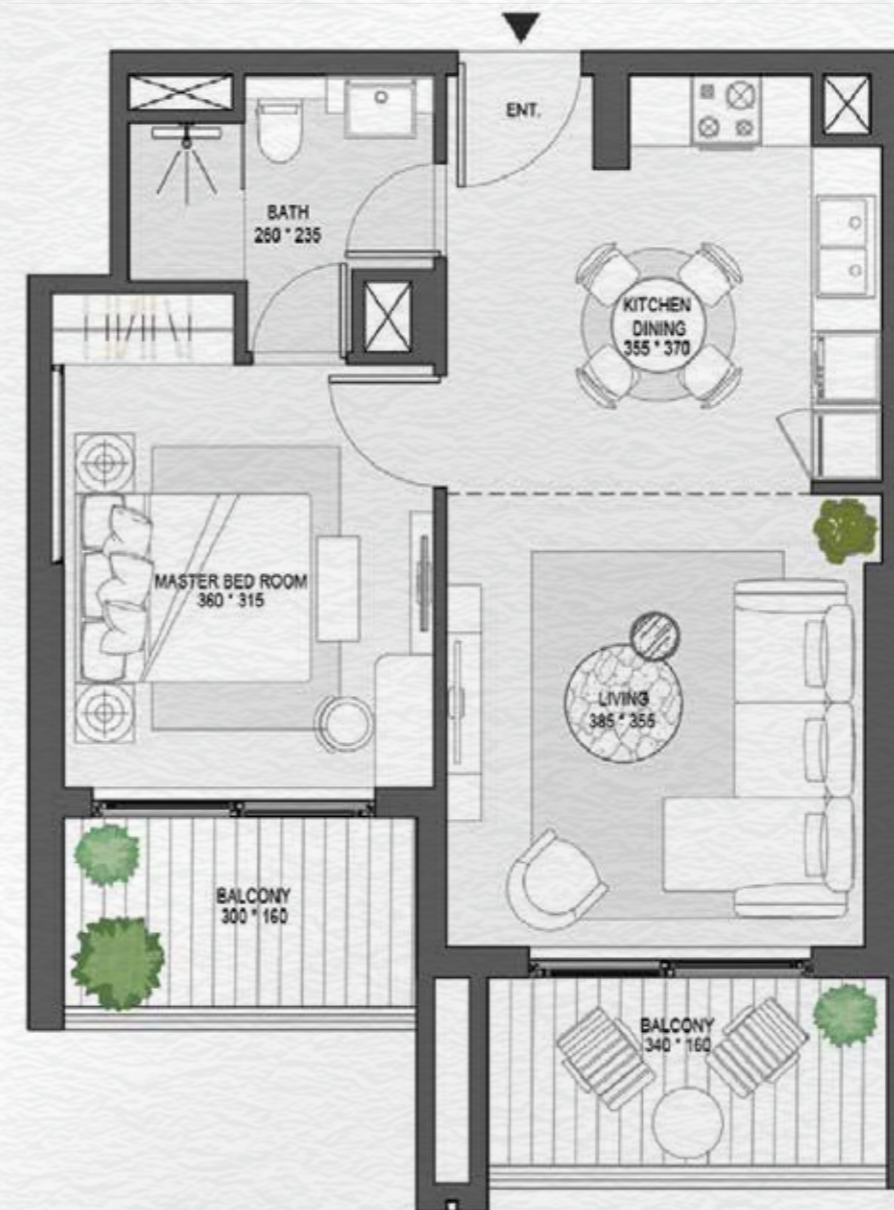 ENT.
BATH
260 * 235
KITCHEN
DINING
355 * 370
MASTER BED ROOM
360 * 315
LIVING
385 * 355
BALCONY
300 * 160
BALCONY
340 * 160